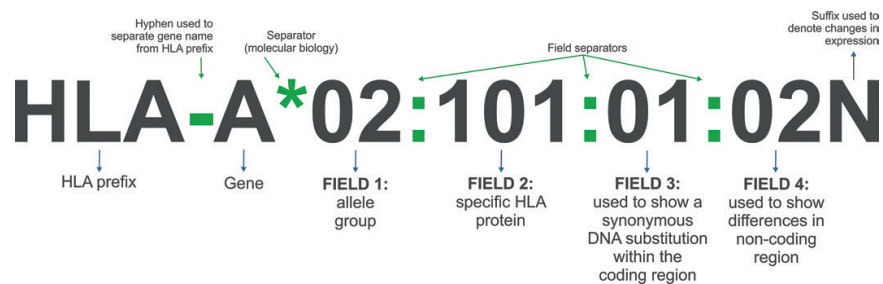 Hyphen used to
separate gene name
from HLA prefix
Separator
(molecular biology)
Field separators
Suffix used to
denote changes in
expression
HLA-A*02:101:01:02N
HLA prefix
Gene
FIELD 1:
allele
group
FIELD 2:
specific HLA
protein
FIELD 3:
used to show a
synonymous
DNA substitution
within the
coding region
FIELD 4:
used to show
differences in
non-coding
region